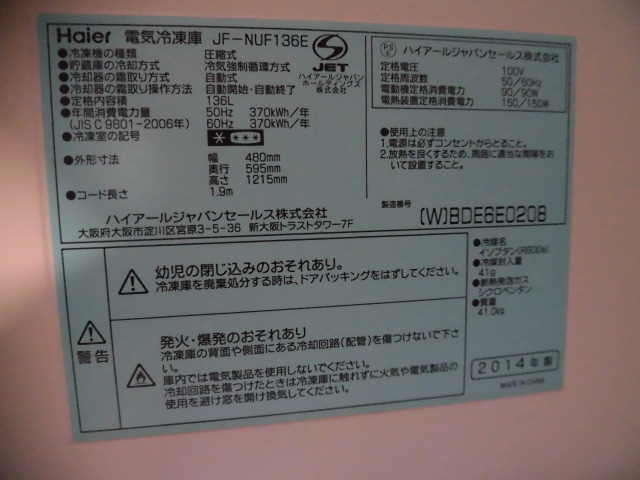 Haier 電気冷凍庫 JF-NUF136E
●冷凍機の種類 圧縮式
●貯蔵庫の冷却方式 冷気強制循環方式
●冷却器の霜取り方式 自動式
●冷却器の霜取り操作方法 自動開始・自動終了
●定格内容積 136L
●年間消費電力量 50Hz 370kWh/年
(JIS C 9801-2006年) 60Hz 370kWh/年
●冷凍室の記号
●外形寸法 幅 480mm
奥行 595mm
高さ 1215mm
●コード長さ 1.9m
S
JET
ハイアールジャパン
ホールディングス
株式会社
ハイアールジャパンセールス株式会社
大阪府大阪市淀川区宮原3-5-36 新大阪トラストタワー7F
PS
E
ハイアールジャパンセールス株式会社
定格電圧 100V
定格周波数 50/60Hz
電動機定格消費電力 90/90W
電熱装置定格消費電力 150/150W
●使用上の注意
1.電源は必ずコンセントからとること。
2.放熱を良くするため、周囲に適当な間隔をお
いて設置すること。
製造番号
(W)BDE6E0208
警告
幼児の閉じ込みのおそれあり。
冷凍庫を廃棄処分する時は、ドアパッキングをはずしてください。
発火・爆発のおそれあり
冷凍庫の背面や側面にある冷却回路(配管)を傷つけないで下さ
い。
庫内では電気製品を使用しないでください。
冷却回路を傷つけたときは冷凍庫に触れずに火気や電気製品の
使用を避け窓を開け換気してください。
●冷媒名
イソブタン(R600a)
●冷媒封入量
41g
●断熱発泡ガス
シクロペンタン
●質量
41.0kg
2014年製
MADE IN CHINA